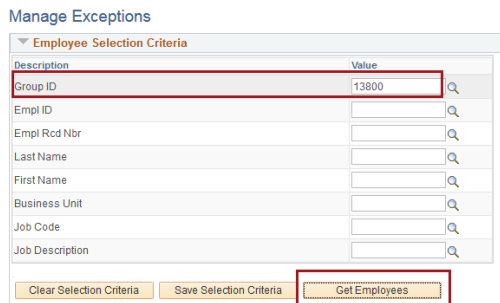 Manage Exceptions
Employee Selection Criteria
Description Value
Group ID 13800
Empl ID
Empl Rcd Nbr
Last Name
First Name
Business Unit
Job Code
Job Description
Clear Selection Criteria Save Selection Criteria Get Employees